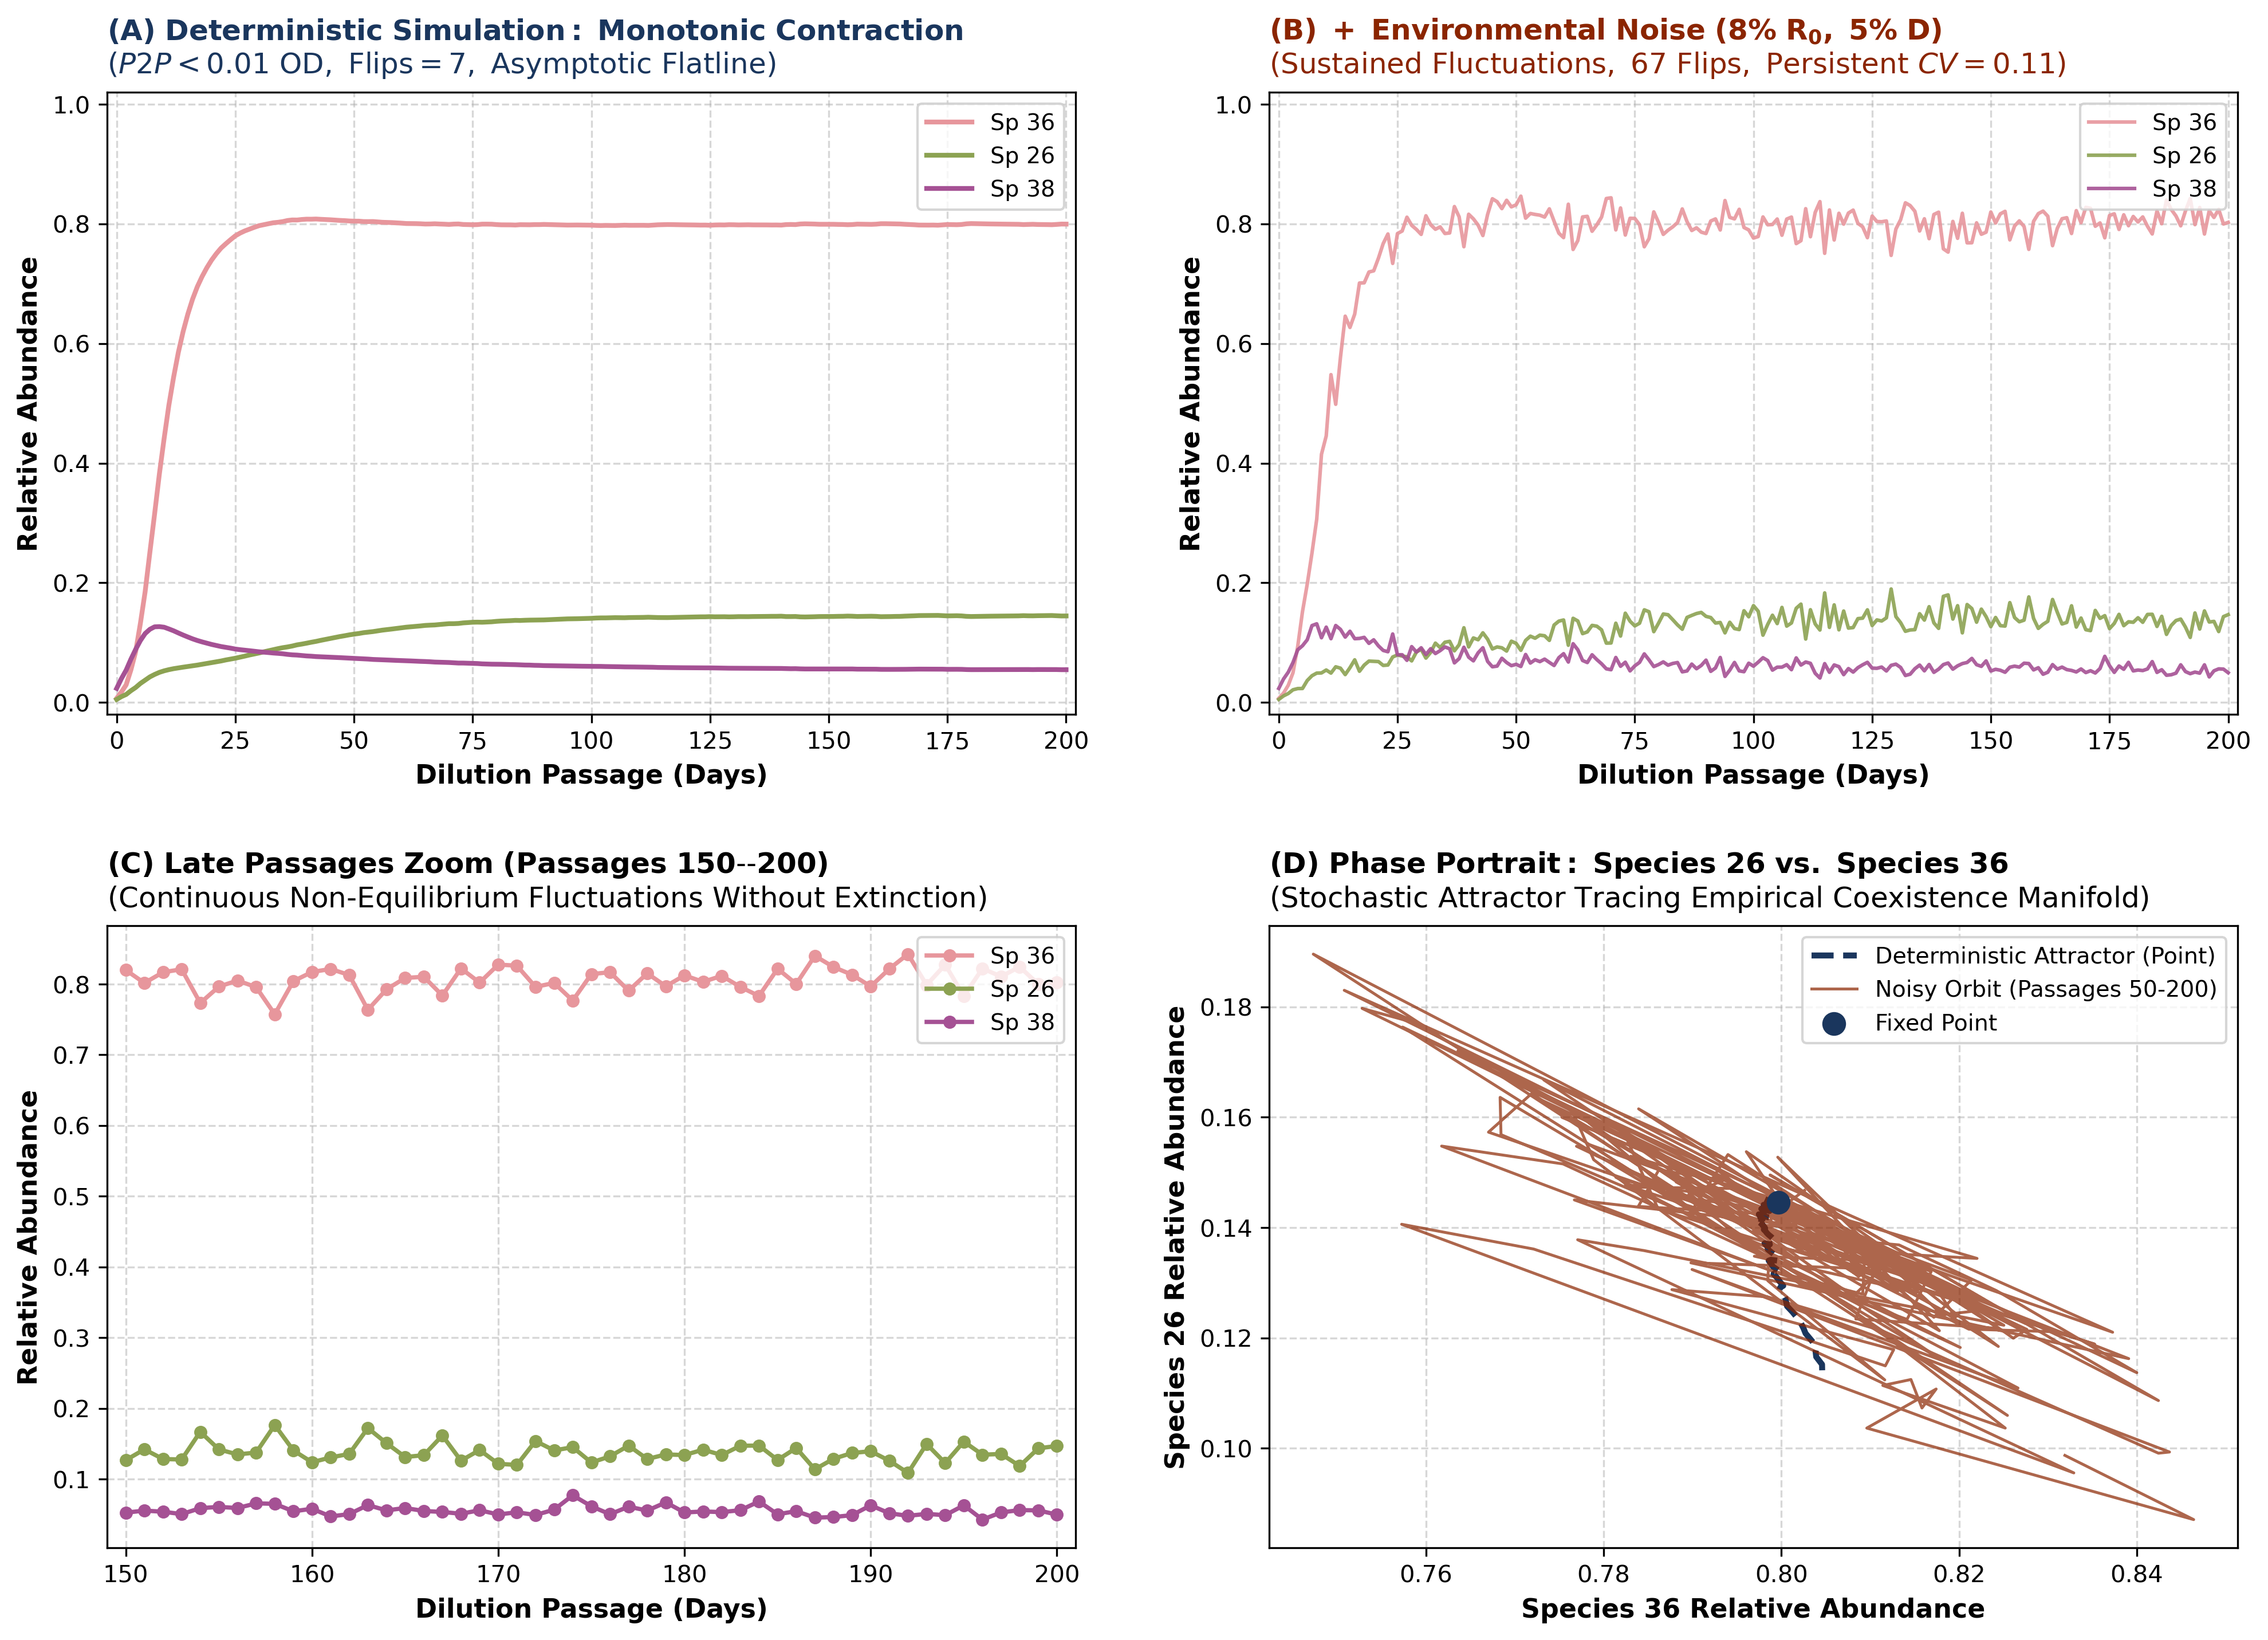 (A) Deterministic Simulation: Monotonic Contraction
(P2P < 0.01 OD, Flips = 7, Asymptotic Flatline)
1.0
0.8
0.6
0.4
0.2
0.0
Relative Abundance
Sp 36
Sp 26
Sp 38
0 25 50 75 100 125 150 175 200
Dilution Passage (Days)
(B) + Environmental Noise (8% R₀, 5% D)
(Sustained Fluctuations, 67 Flips, Persistent CV = 0.11)
1.0
0.8
0.6
0.4
0.2
0.0
Relative Abundance
Sp 36
Sp 26
Sp 38
0 25 50 75 100 125 150 175 200
Dilution Passage (Days)
(C) Late Passages Zoom (Passages 150--200)
(Continuous Non-Equilibrium Fluctuations Without Extinction)
0.8
0.7
0.6
0.5
0.4
0.3
0.2
0.1
Relative Abundance
Sp 36
Sp 26
Sp 38
150 160 170 180 190 200
Dilution Passage (Days)
(D) Phase Portrait: Species 26 vs. Species 36
(Stochastic Attractor Tracing Empirical Coexistence Manifold)
0.18
0.16
0.14
0.12
0.10
Species 26 Relative Abundance
Deterministic Attractor (Point)
Noisy Orbit (Passages 50-200)
Fixed Point
0.76 0.78 0.80 0.82 0.84
Species 36 Relative Abundance